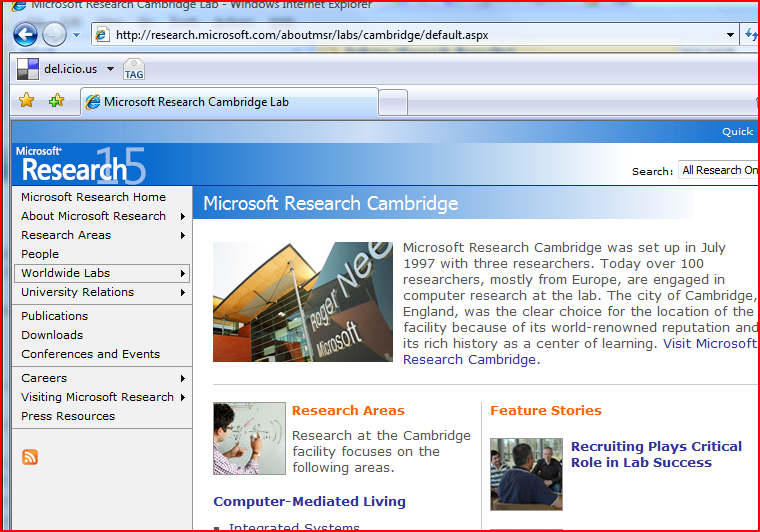 Microsoft Research Cambridge Lab - Windows Internet Explorer
http://research.microsoft.com/aboutmsr/labs/cambridge/default.aspx
del.icio.us
TAG
Microsoft Research Cambridge Lab
Quick
Microsoft
Research 15
Search: All Research On
Microsoft Research Home
About Microsoft Research
Research Areas
People
Worldwide Labs
University Relations
Publications
Downloads
Conferences and Events
Careers
Visiting Microsoft Research
Press Resources
Microsoft Research Cambridge
Roger Nee
Microsoft
Microsoft Research Cambridge was set up in July
1997 with three researchers. Today over 100
researchers, mostly from Europe, are engaged in
computer research at the lab. The city of Cambridge,
England, was the clear choice for the location of the
facility because of its world-renowned reputation and
its rich history as a center of learning. Visit Microsoft
Research Cambridge.
Research Areas
Research at the Cambridge
facility focuses on the
following areas.
Computer-Mediated Living
Integrated Systems
Feature Stories
Recruiting Plays Critical
Role in Lab Success